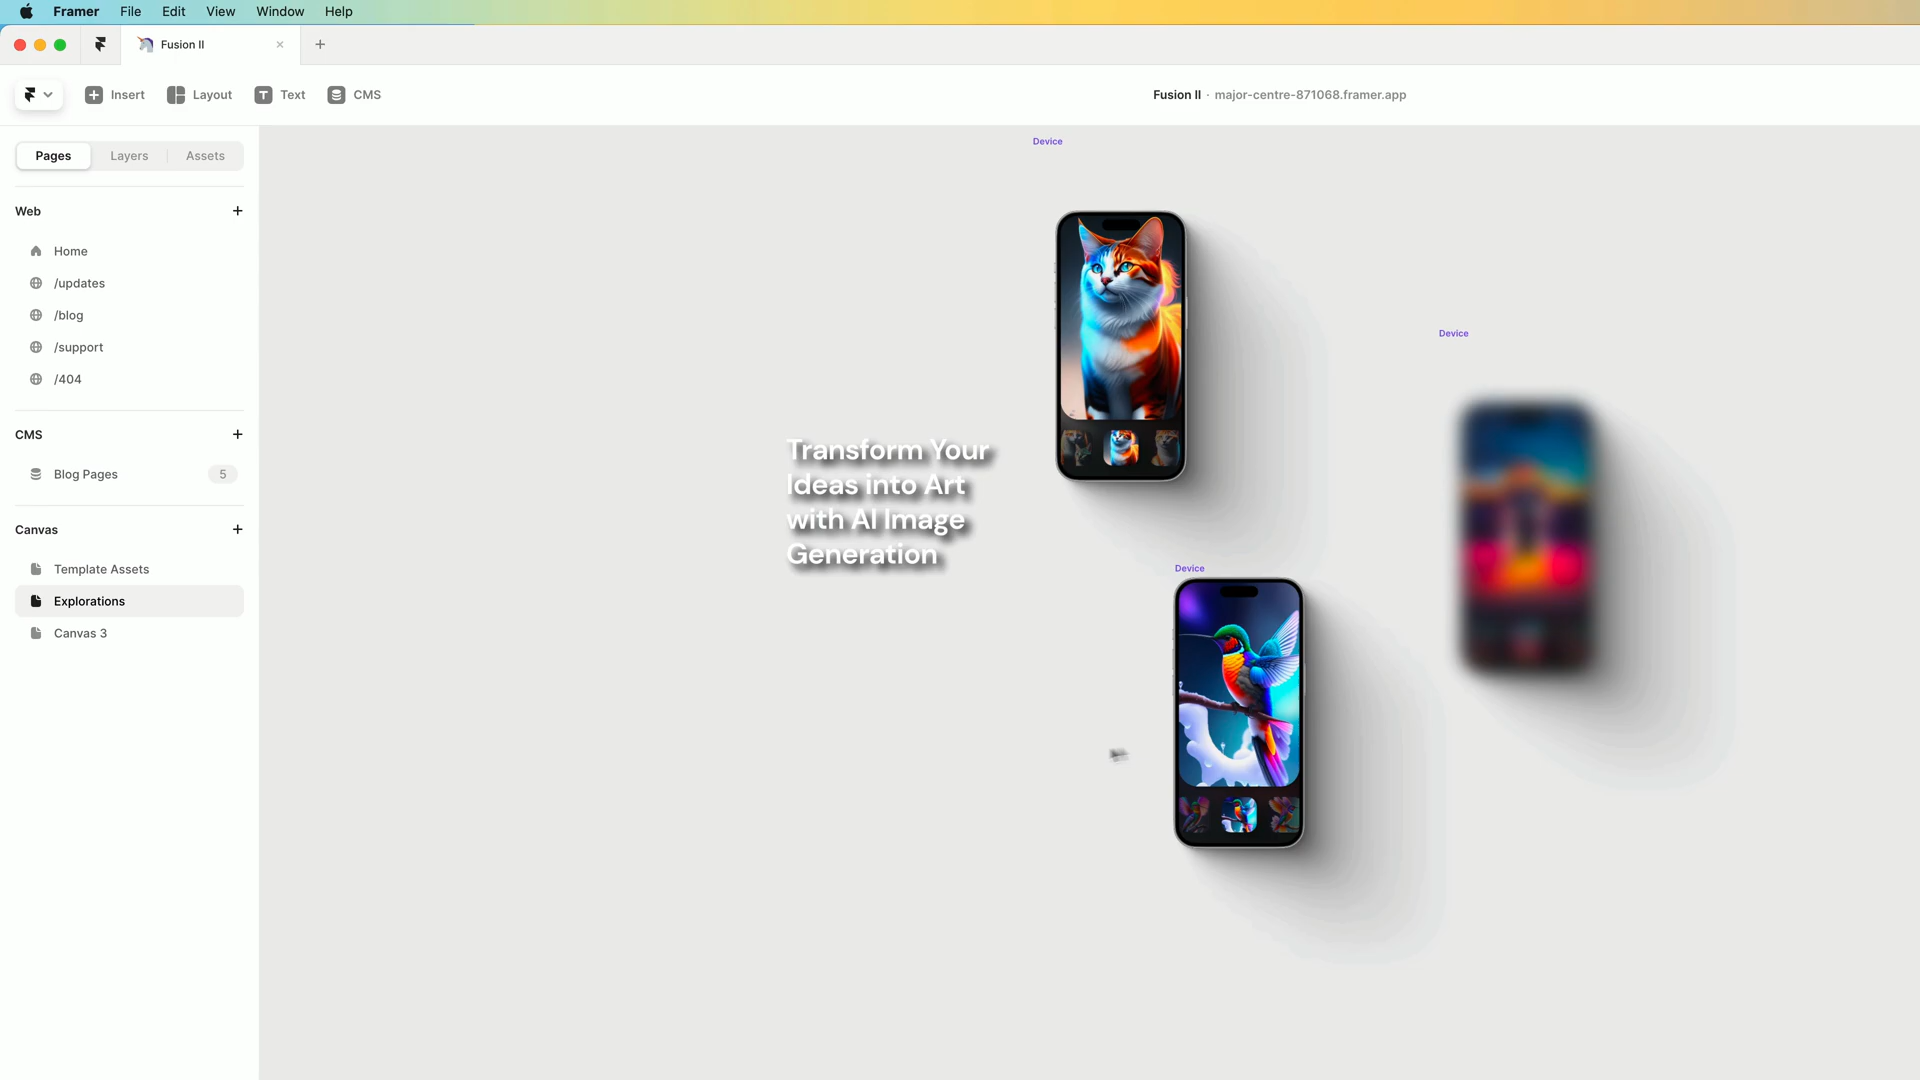 Framer File Edit View Window Help
Fusion II
Insert Layout Text CMS
Fusion II · major-centre-871068.framer.app
Pages Layers Assets
Web
Home
/updates
/blog
/support
/404
CMS
Blog Pages 5
Canvas
Template Assets
Explorations
Canvas 3
Device
Device
Transform Your
Ideas into Art
with AI Image
Generation
Device